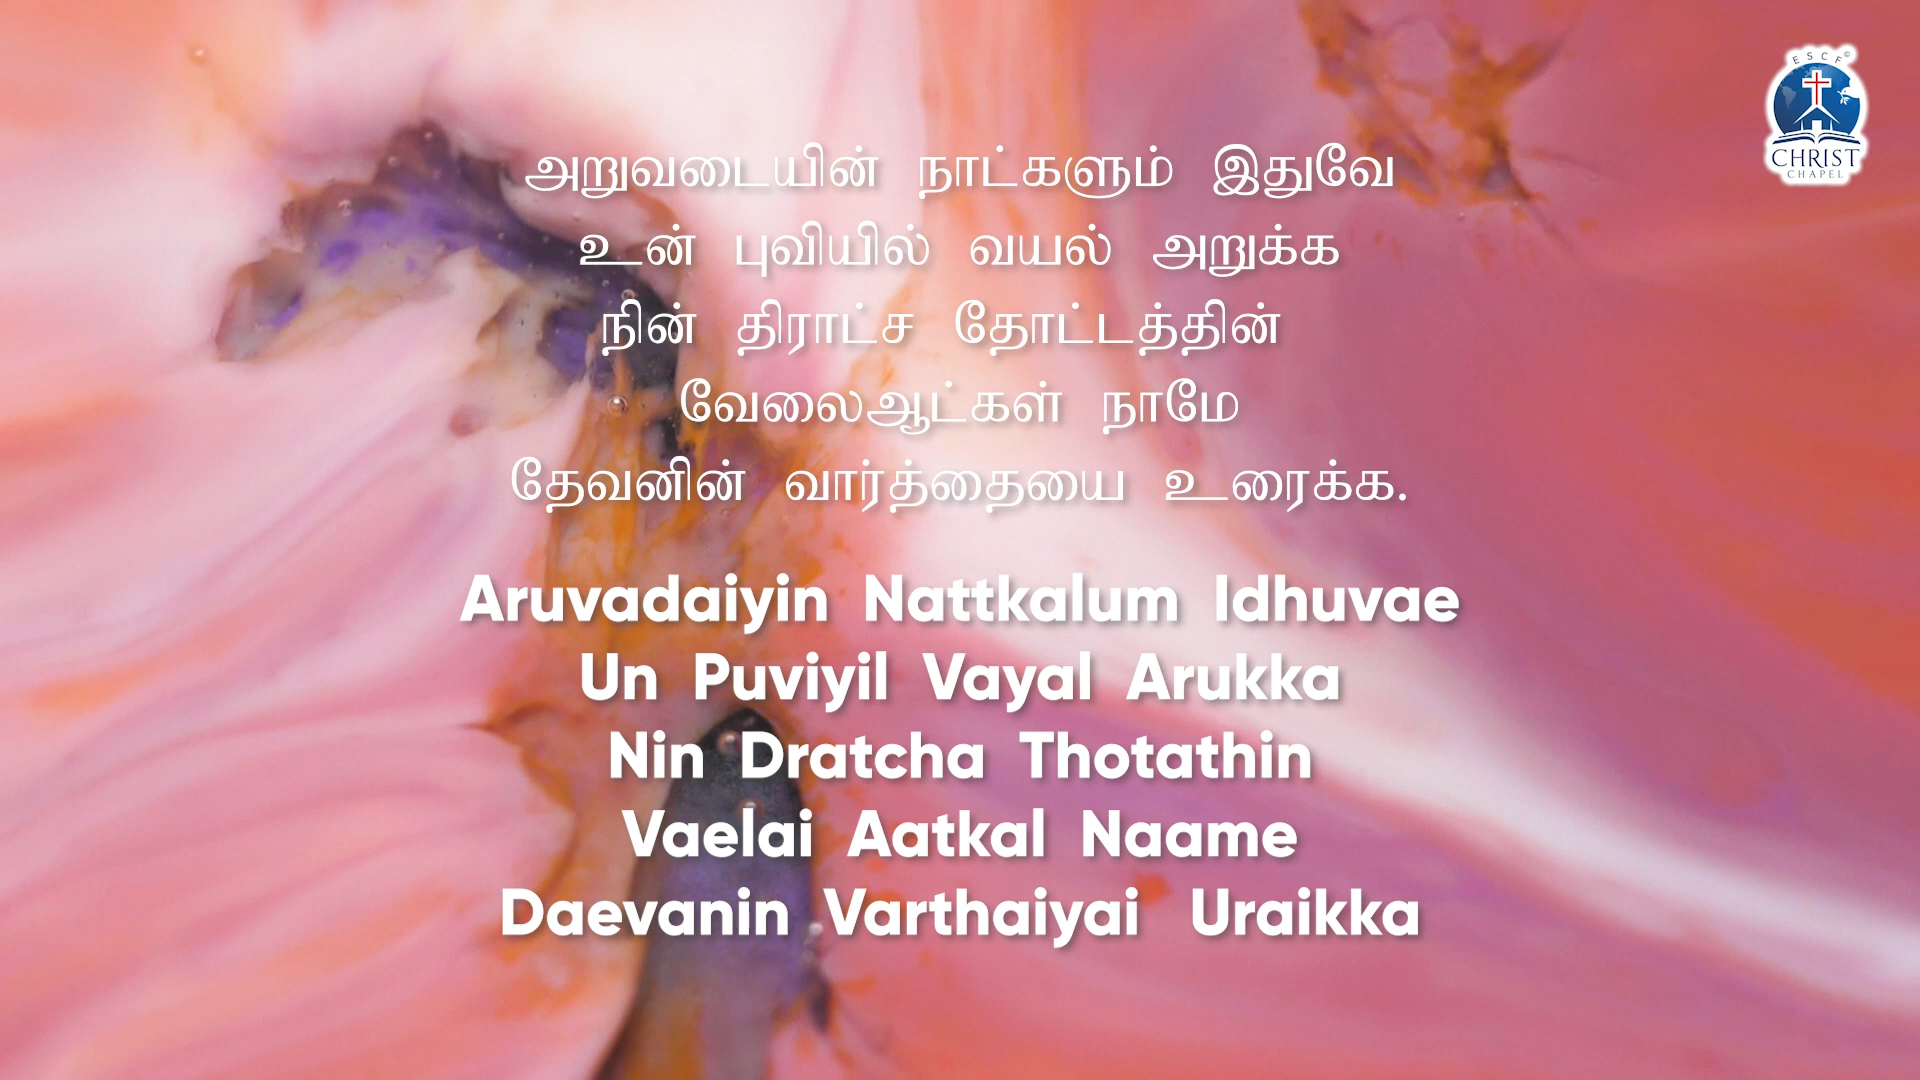 அறுவடையின் நாட்களும் இதுவே
உன் புவியில் வயல் அறுக்க
நின் திராட்ச தோட்டத்தின்
வேலைஆட்கள் நாமே
தேவனின் வார்த்தையை உரைக்க.
Aruvadaiyin Nattkalum Idhuvae
Un Puviyil Vayal Arukka
Nin Dratcha Thotathin
Vaelai Aatkal Naame
Daevanin Varthaiyai Uraikka
ESCF©
CHRIST
CHAPEL